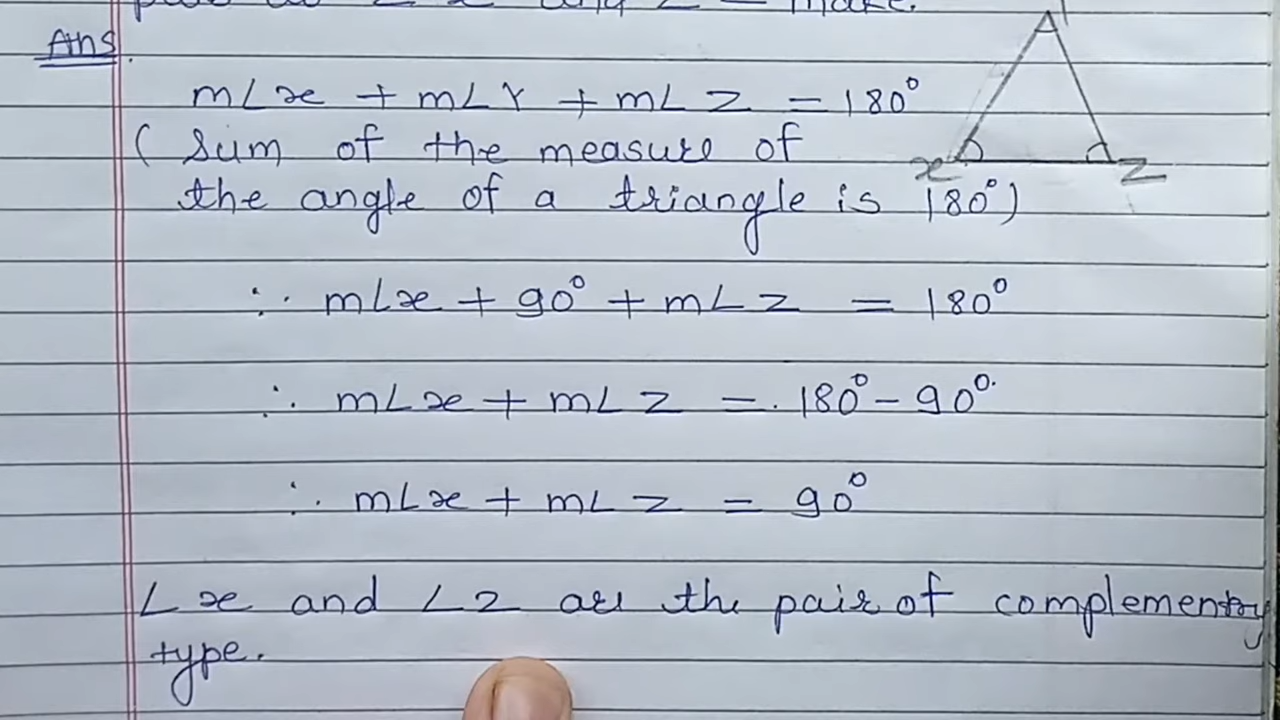 Ans.
m∠x + m∠Y + m∠Z = 180°
( Sum of the measure of
the angle of a triangle is 180°)
x
Z
∴ m∠x + 90° + m∠Z = 180°
∴ m∠x + m∠Z = 180° - 90°
∴ m∠x + m∠Z = 90°
∠x and ∠Z are the pair of complementry
type.